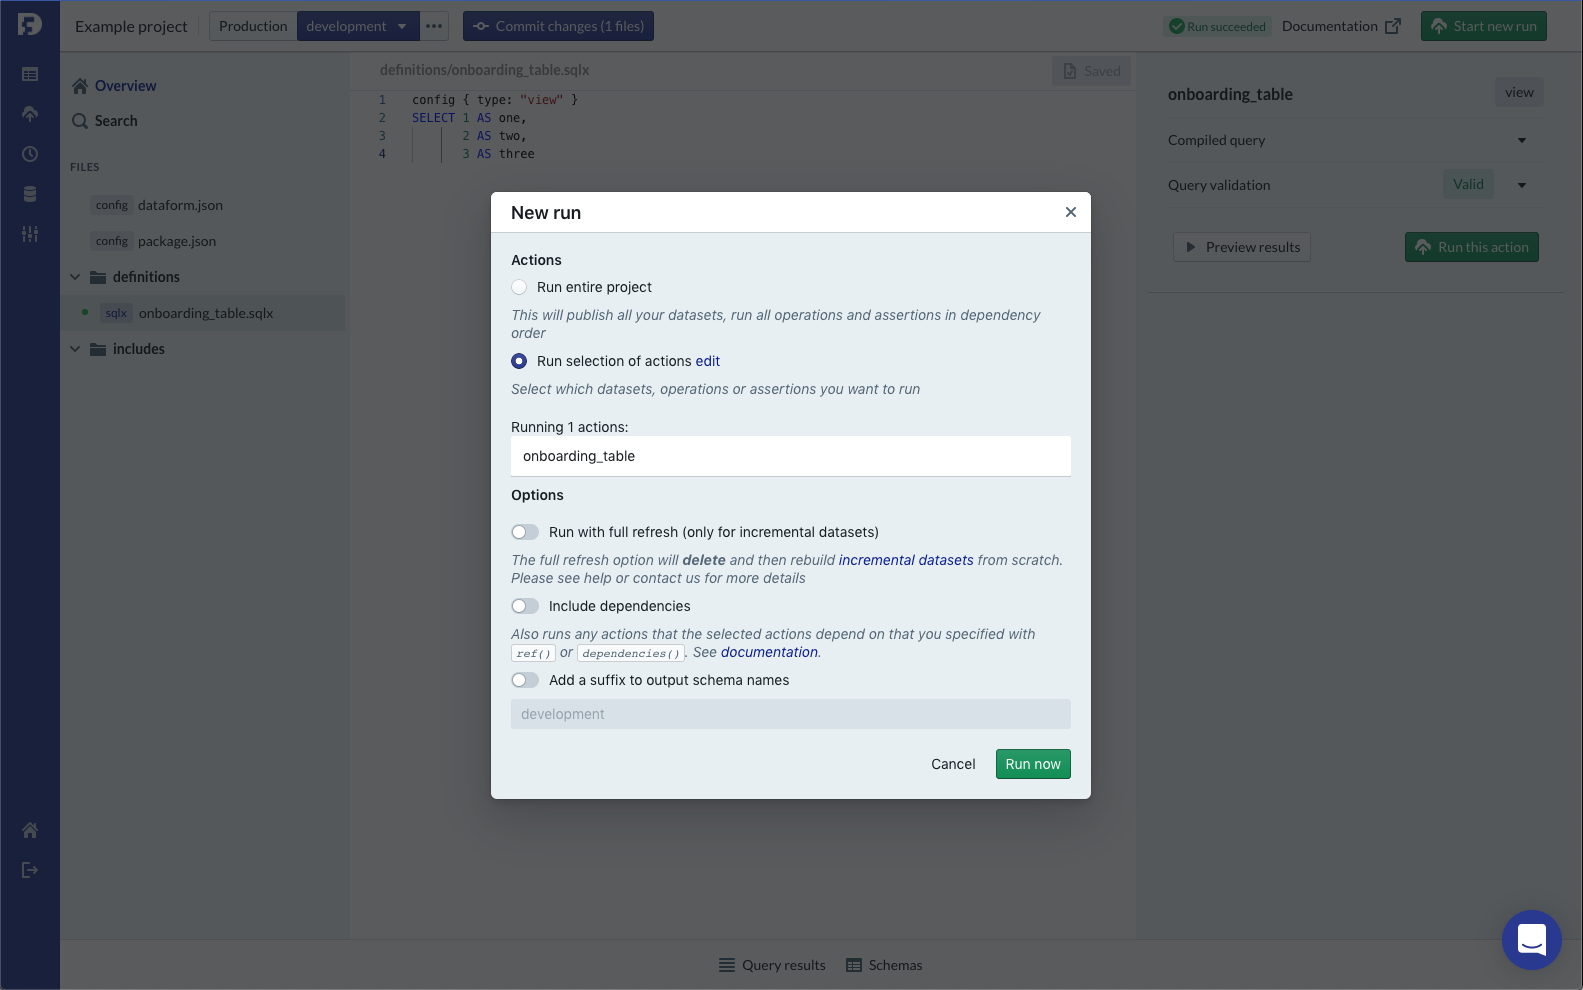 Example project
Production
development
Commit changes (1 files)
Run succeeded
Documentation
Start new run
Overview
Search
FILES
config dataform.json
config package.json
definitions
sqlx onboarding_table.sqlx
includes
definitions/onboarding_table.sqlx
Saved
1 config { type: "view" }
2 SELECT 1 AS one,
3 2 AS two,
4 3 AS three
onboarding_table
view
Compiled query
Query validation
Valid
Preview results
Run this action
New run
Actions
Run entire project
This will publish all your datasets, run all operations and assertions in dependency
order
Run selection of actions edit
Select which datasets, operations or assertions you want to run
Running 1 actions:
onboarding_table
Options
Run with full refresh (only for incremental datasets)
The full refresh option will delete and then rebuild incremental datasets from scratch.
Please see help or contact us for more details
Include dependencies
Also runs any actions that the selected actions depend on that you specified with
ref() or dependencies(). See documentation.
Add a suffix to output schema names
development
Cancel
Run now
Query results
Schemas